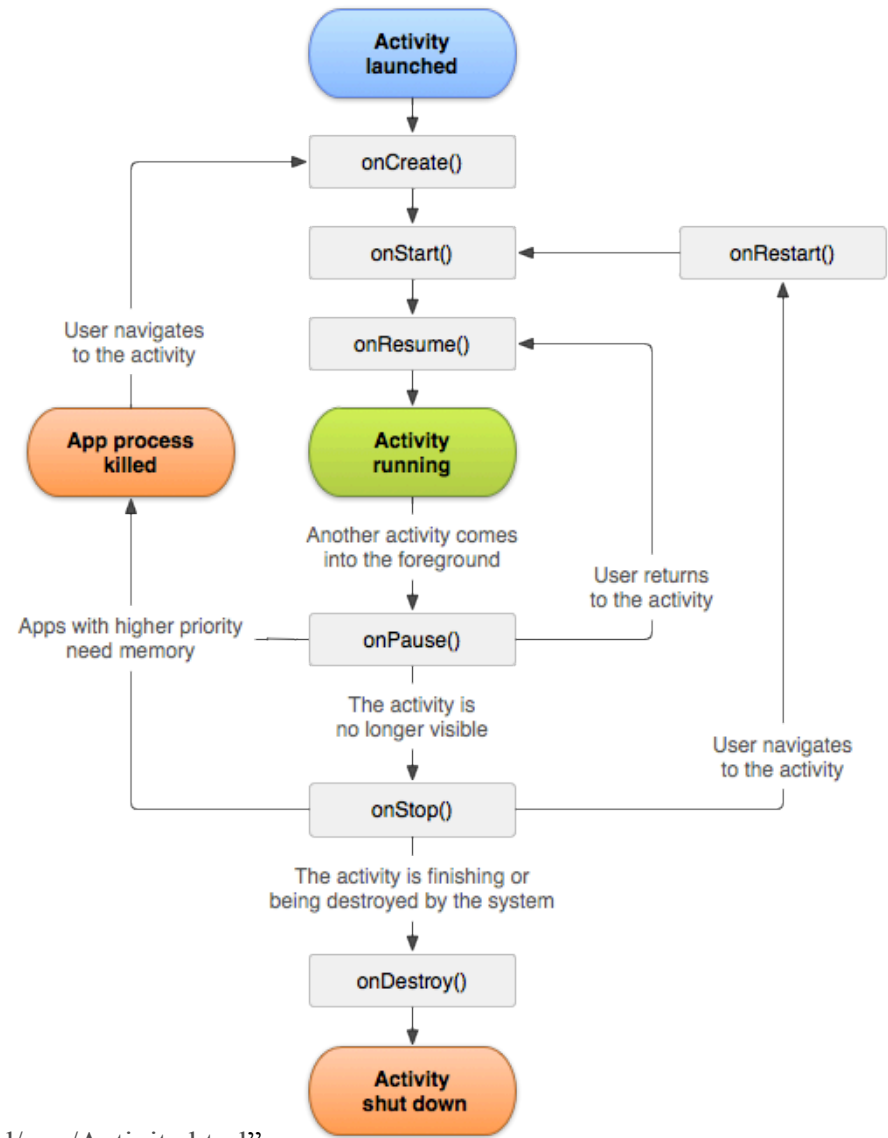 Activity
launched
onCreate()
onStart()
onRestart()
onResume()
User navigates
to the activity
App process
killed
Activity
running
Another activity comes
into the foreground
User returns
to the activity
Apps with higher priority
need memory
onPause()
The activity is
no longer visible
User navigates
to the activity
onStop()
The activity is finishing or
being destroyed by the system
onDestroy()
Activity
shut down